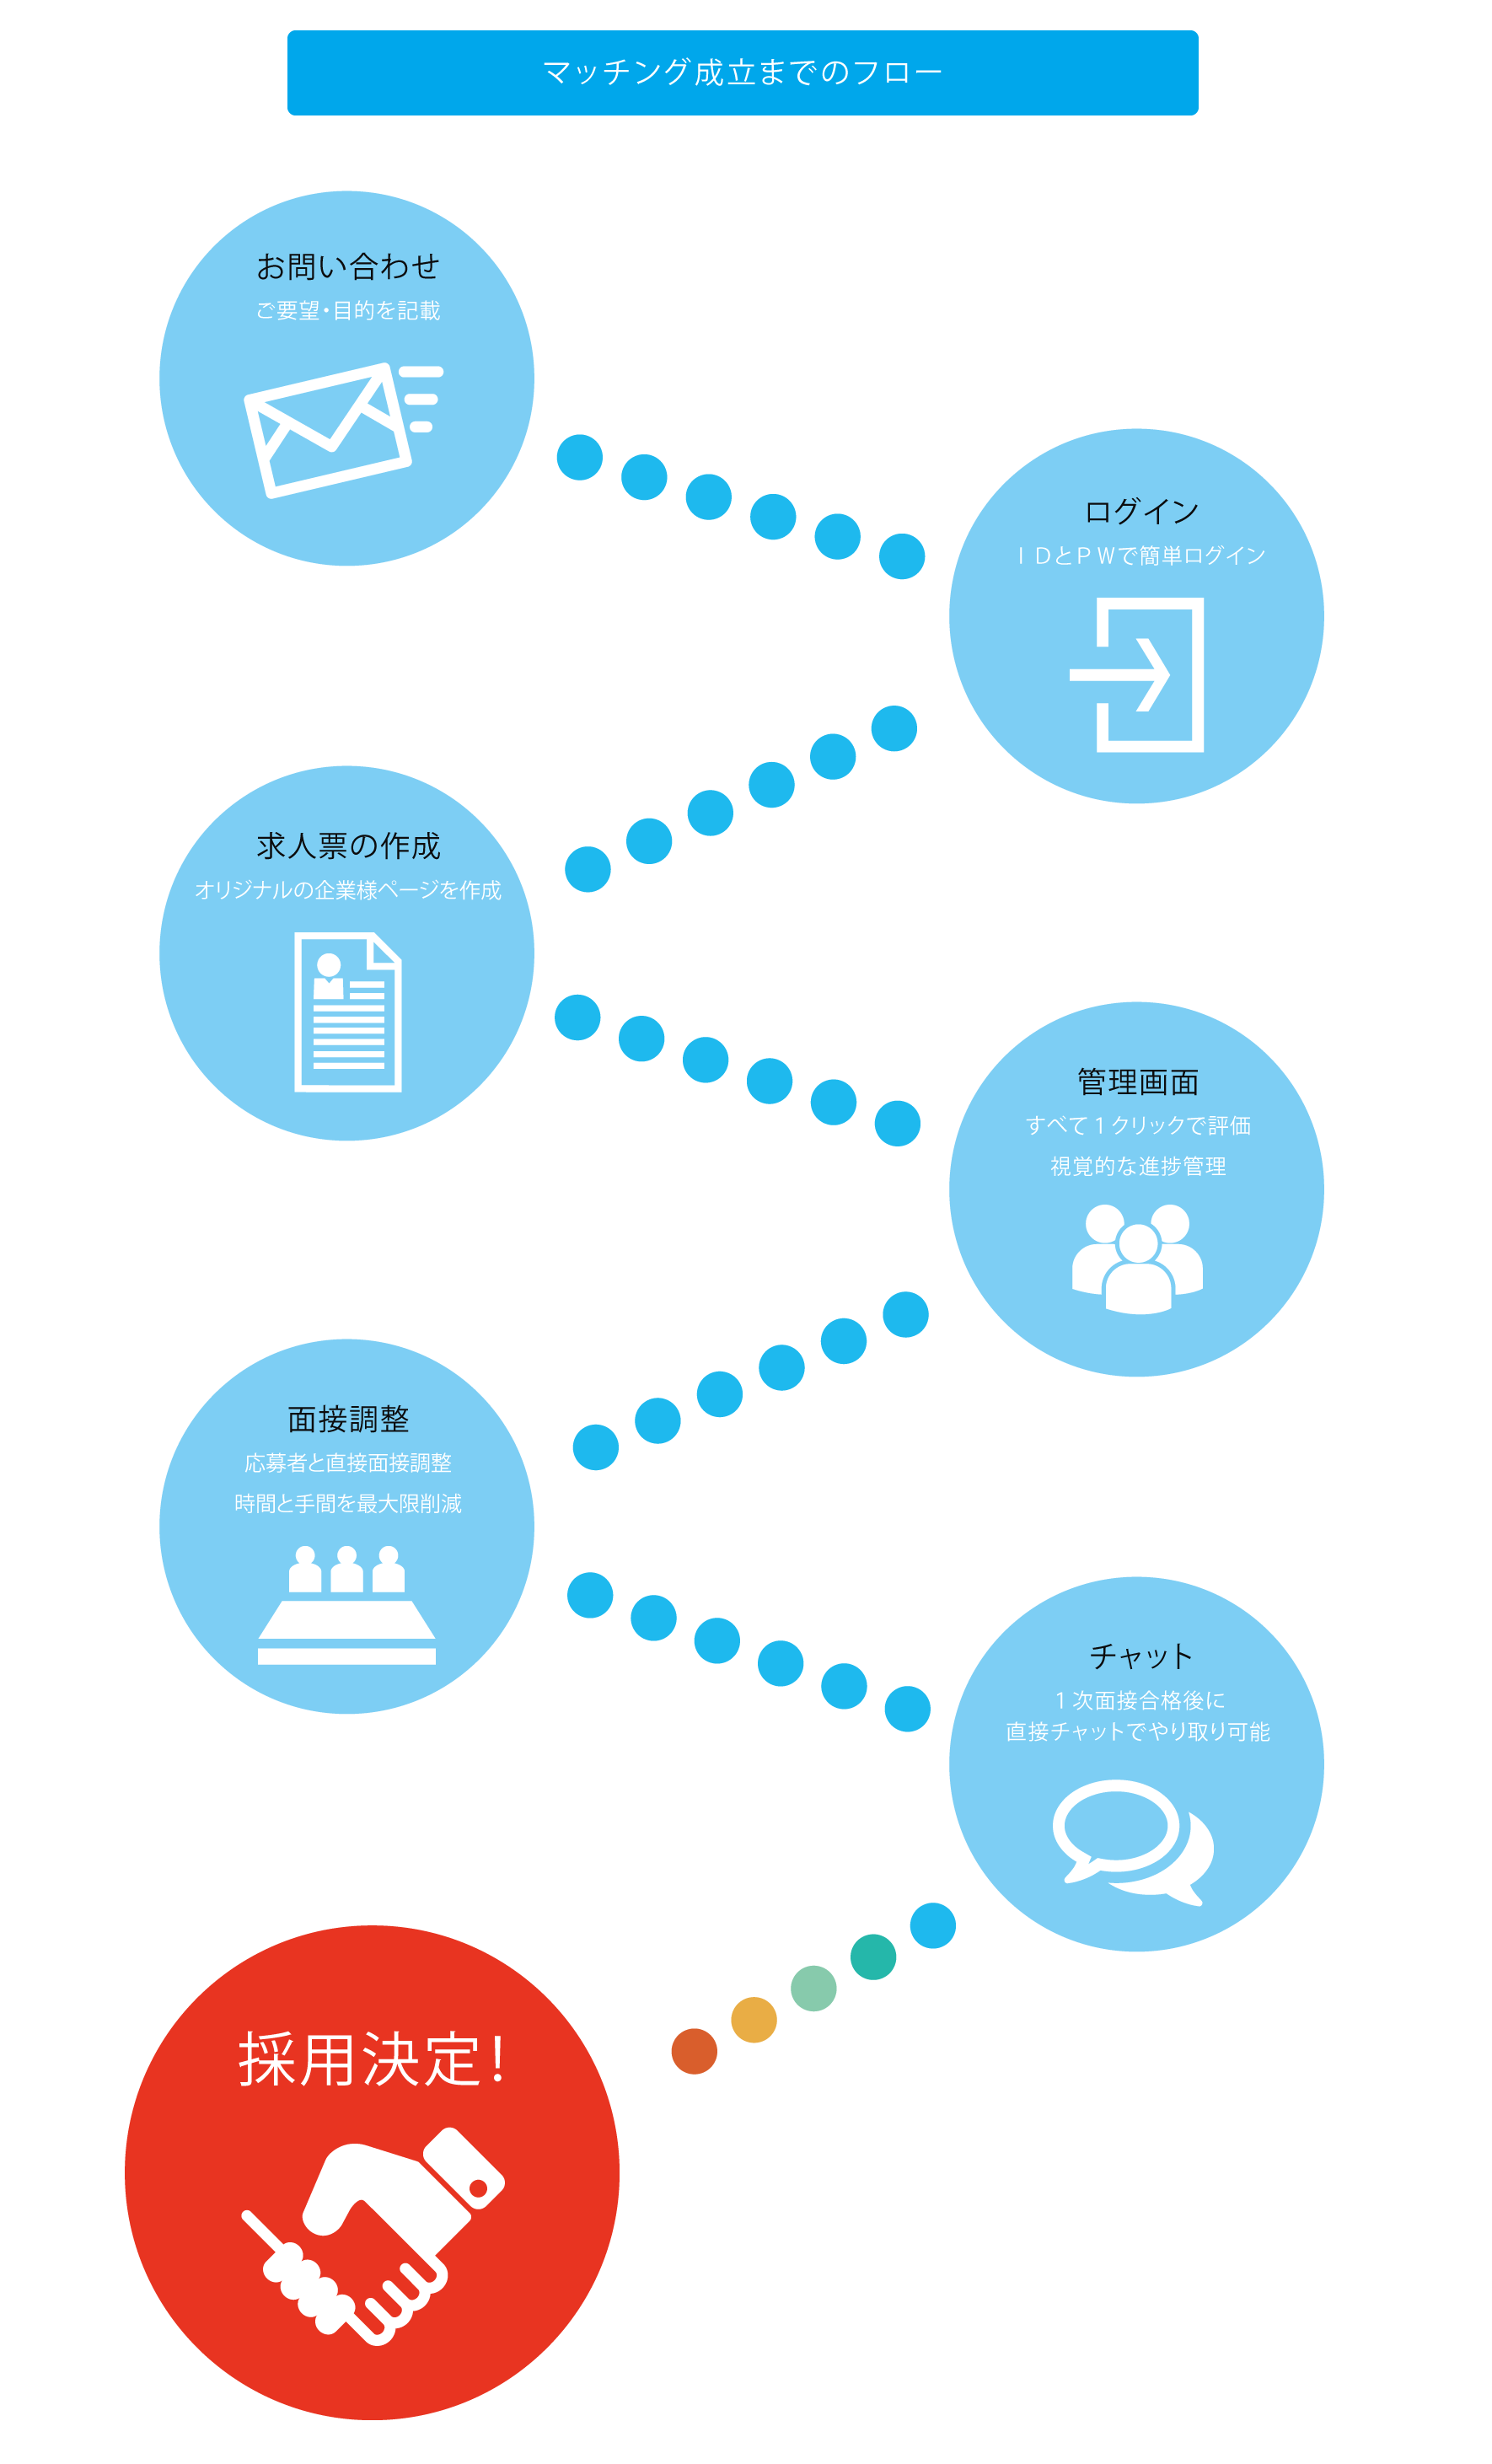 マッチング成立までのフロー
お問い合わせ
ご要望・目的を記載
ログイン
ＩＤとＰＷで簡単ログイン
求人票の作成
オリジナルの企業様ページを作成
管理画面
すべて１クリックで評価
視覚的な進捗管理
面接調整
応募者と直接面接調整
時間と手間を最大限削減
チャット
１次面接合格後に
直接チャットでやり取り可能
採用決定！